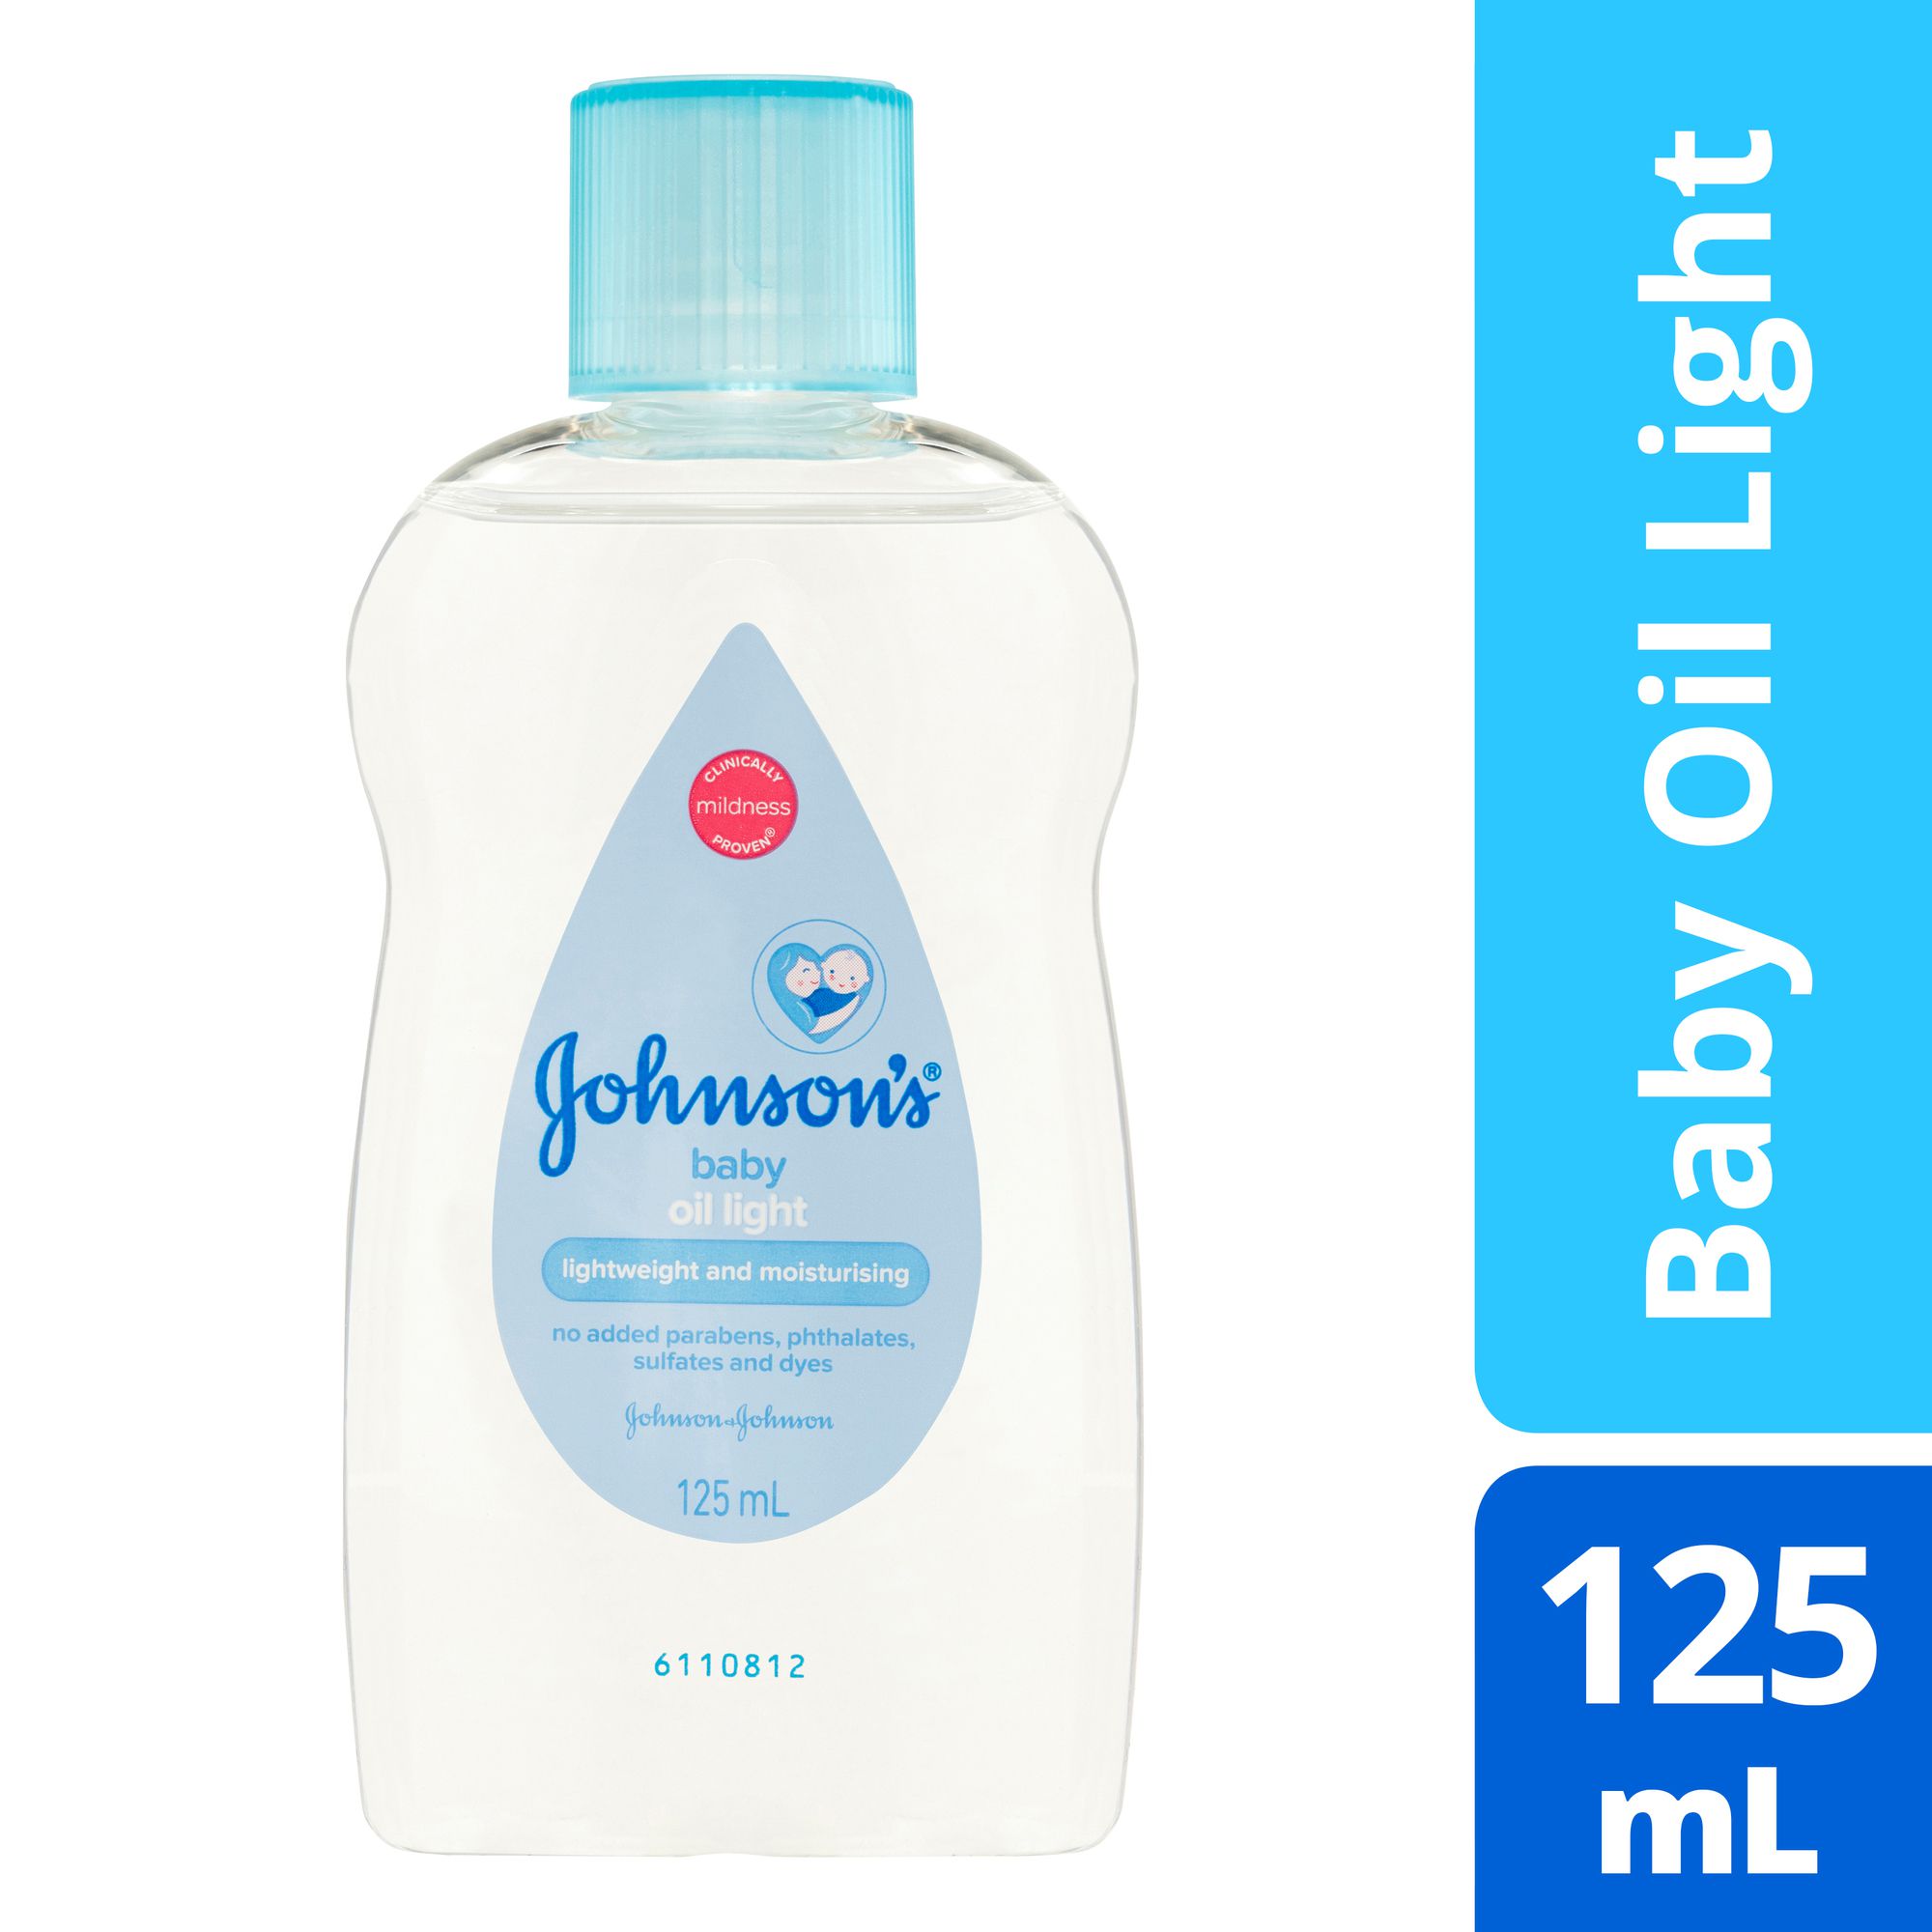 CLINICALLY
mildness
PROVEN®
Johnson's®
baby
oil light
lightweight and moisturising
no added parabens, phthalates,
sulfates and dyes
Johnson & Johnson
125 mL
6110812
Baby Oil Light
125
mL